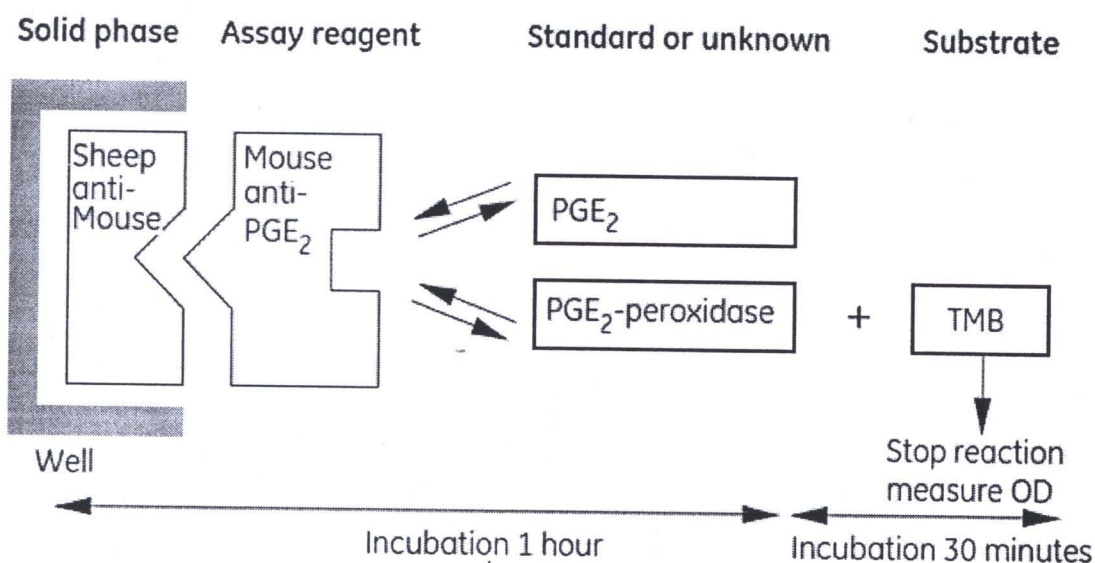 Solid phase
Assay reagent
Standard or unknown
Substrate
Sheep
anti-
Mouse
Mouse
anti-
PGE₂
PGE₂
PGE₂-peroxidase
+
TMB
Stop reaction
measure OD
Well
Incubation 1 hour
Incubation 30 minutes